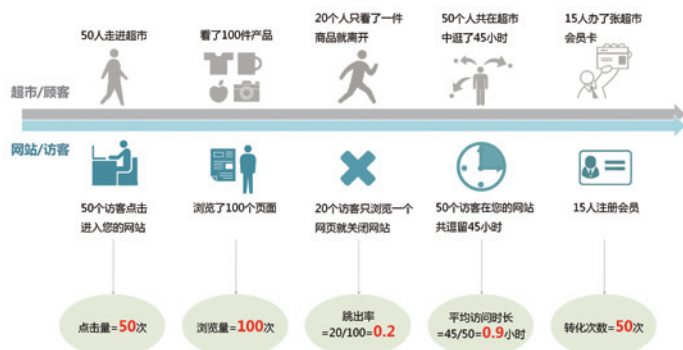 50人走进超市
看了100件产品
20个人只看了一件
商品就离开
50个人共在超市
中逛了45小时
15人办了张超市
会员卡
超市/顾客
网站/访客
50个访客点击
进入您的网站
浏览了100个页面
20个访客只浏览一个
网页就关闭网站
50个访客在您的网站
共逗留45小时
15人注册会员
点击量=50次
浏览量=100次
跳出率
=20/100=0.2
平均访问时长
=45/50=0.9小时
转化次数=50次